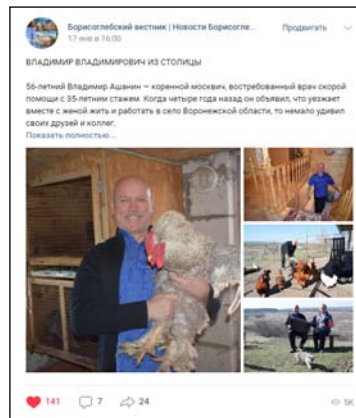 Борисоглебский вестник | Новости Борисогле...
Продвигать
17 янв в 16:00
ВЛАДИМИР ВЛАДИМИРОВИЧ ИЗ СТОЛИЦЫ
56-летний Владимир Ашанин — коренной москвич, востребованный врач скорой
помощи с 35-летним стажем. Когда четыре года назад он объявил, что уезжает
вместе с женой жить и работать в село Воронежской области, то немало удивил
своих друзей и коллег.
Показать полностью...
141
7
24
5K